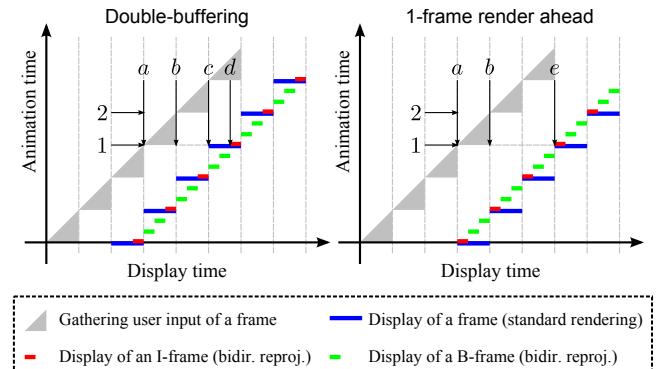 Double-buffering
1-frame render ahead
Animation time
a b c d
2
1
Display time
Animation time
a b e
2
1
Display time
Gathering user input of a frame
Display of a frame (standard rendering)
Display of an I-frame (bidir. reproj.)
Display of a B-frame (bidir. reproj.)